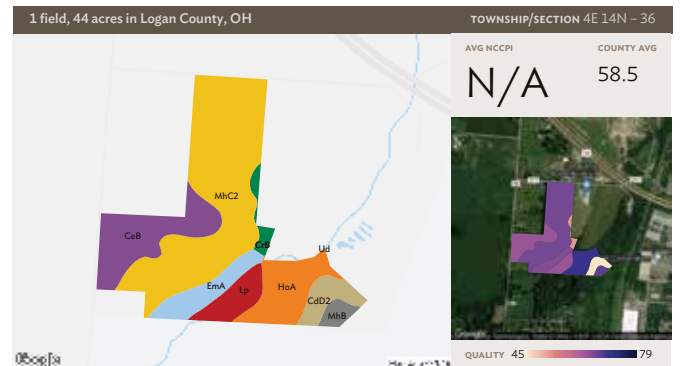 1 field, 44 acres in Logan County, OH
TOWNSHIP/SECTION 4E 14N – 36
AVG NCCPI
COUNTY AVG
N/A
58.5
MhC2
CeB
CrB
Ud
EmA
Lp
HoA
CdD2
MhB
QUALITY 45
79